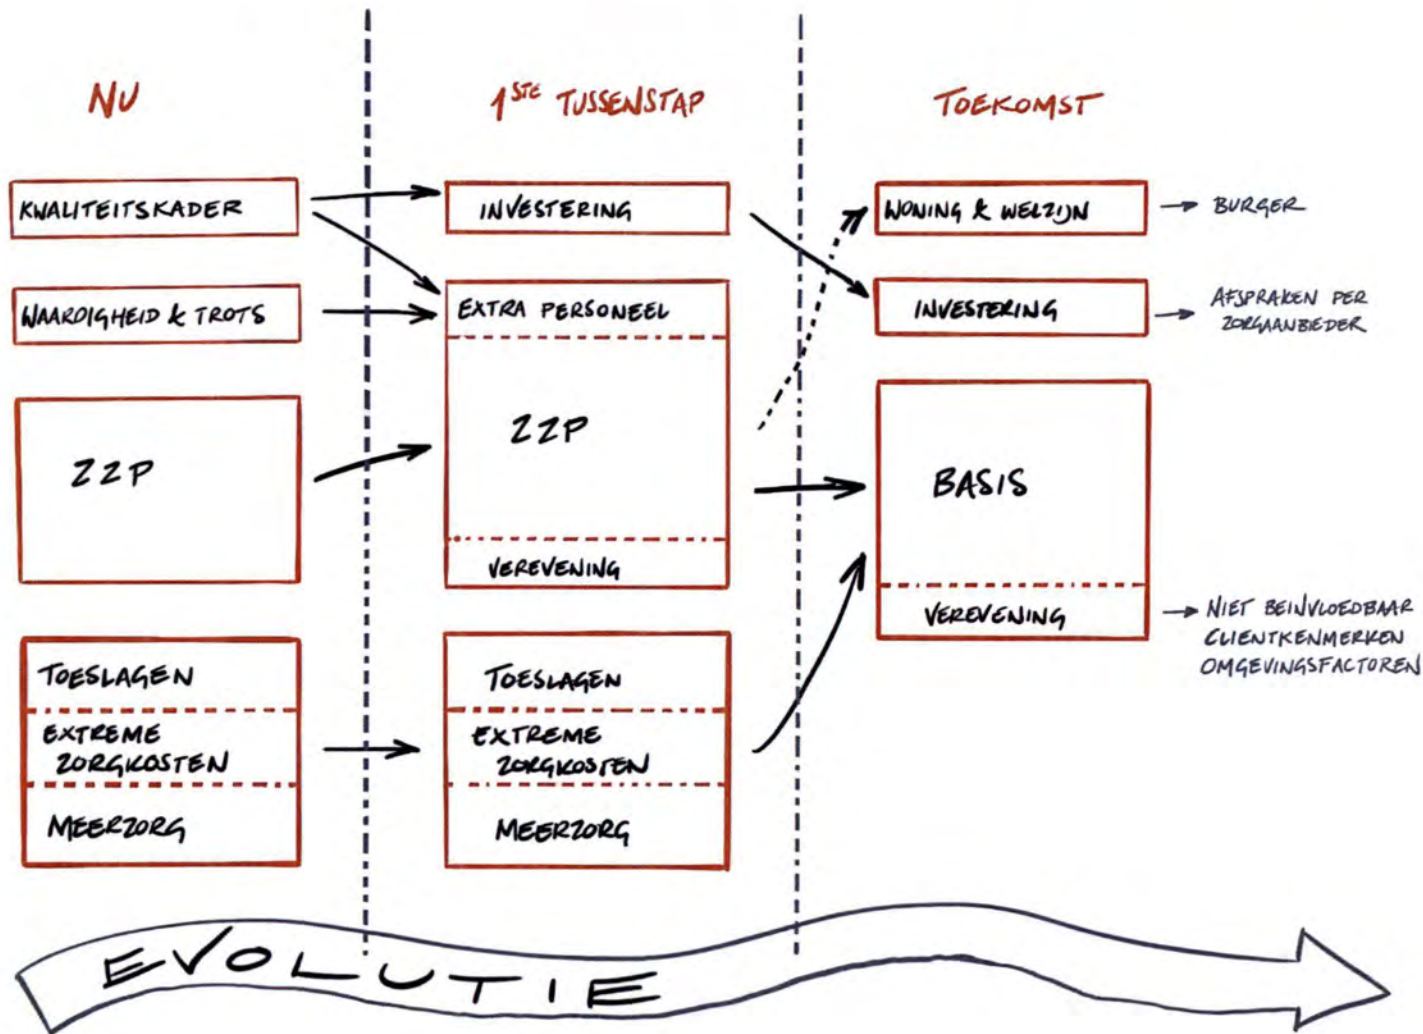 NU
KWALITEITSKADER
WAARDIGHEID & TROTS
ZZP
TOESLAGEN
EXTREME
ZORGKOSTEN
MEERZORG
1STE TUSSENSTAP
INVESTERING
EXTRA PERSONEEL
ZZP
VEREVENING
TOESLAGEN
EXTREME
ZORGKOSTEN
MEERZORG
TOEKOMST
WONING & WELZIJN
BURGER
INVESTERING
AFSPRAKEN PER
ZORGAANBIEDER
BASIS
VEREVENING
NIET BEINVLOEDBAAR
CLIENTKENMERKEN
OMGEVINGSFACTOREN
EVOLUTIE